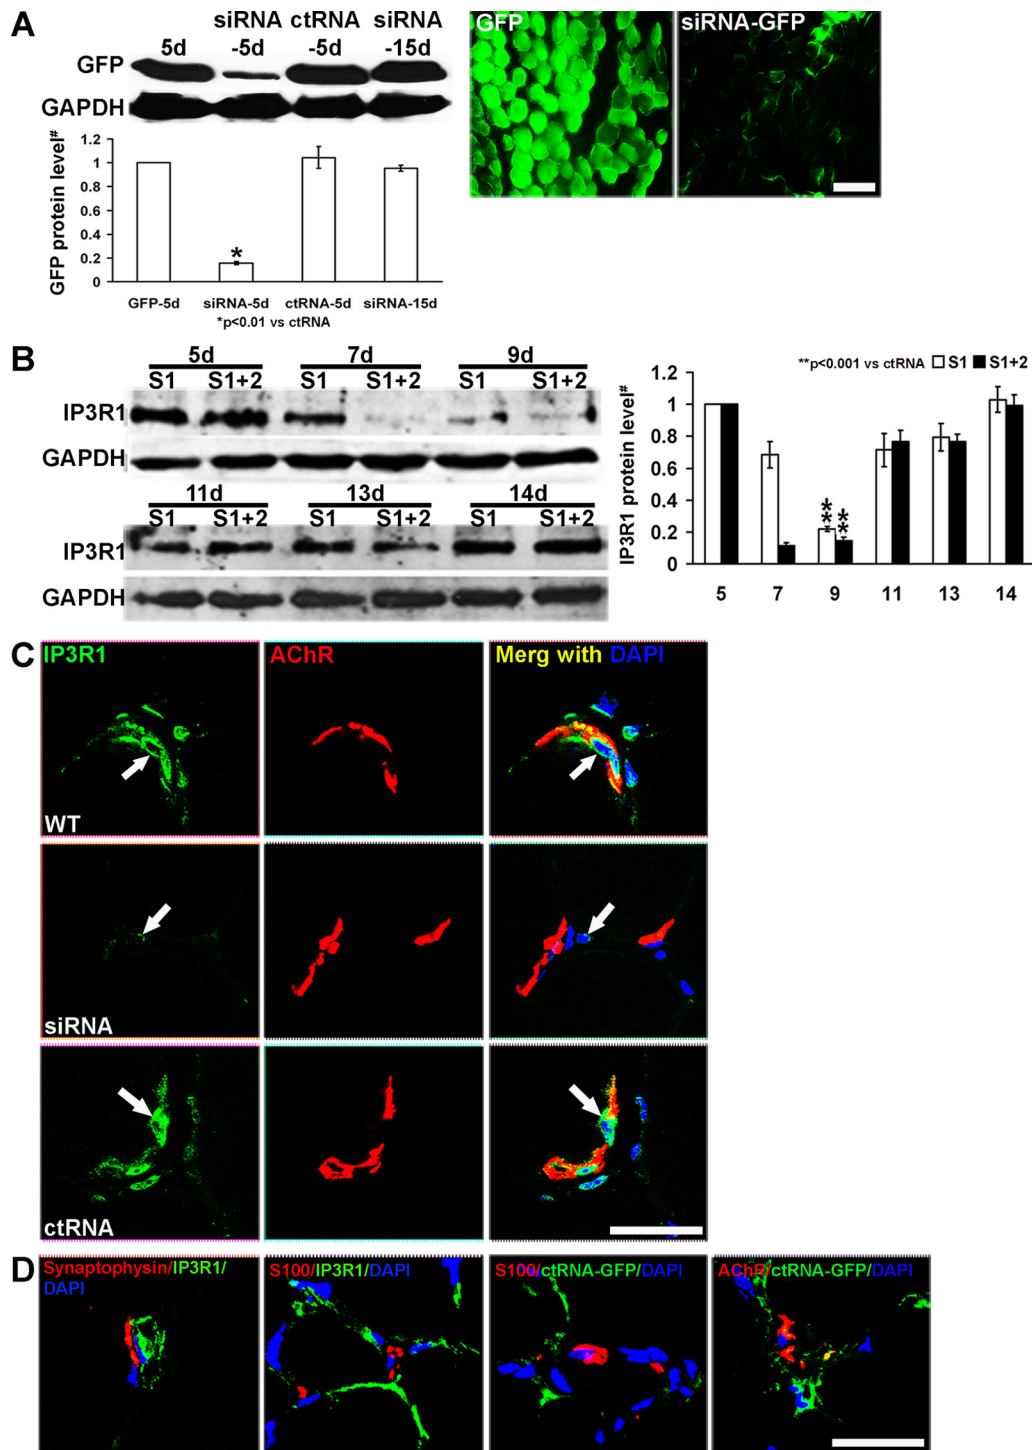 A
siRNA ctRNA siRNA
5d -5d -5d -15d
GFP
GAPDH
GFP protein level#
1.2
1
0.8
0.6
0.4
0.2
0
*
GFP-5d siRNA-5d ctRNA-5d siRNA-15d
*p<0.01 vs ctRNA
GFP
siRNA-GFP
B
5d 7d 9d
S1 S1+2 S1 S1+2 S1 S1+2
IP3R1
GAPDH
11d 13d 14d
S1 S1+2 S1 S1+2 S1 S1+2
IP3R1
GAPDH
**p<0.001 vs ctRNA S1 S1+2
IP3R1 protein level#
1.2
1
0.8
0.6
0.4
0.2
0
** **
5 7 9 11 13 14
C
IP3R1
AChR
Merg with DAPI
WT
siRNA
ctRNA
D
Synaptophysin/IP3R1/
DAPI
S100/IP3R1/DAPI
S100/ctRNA-GFP/DAPI
AChR/ctRNA-GFP/DAPI